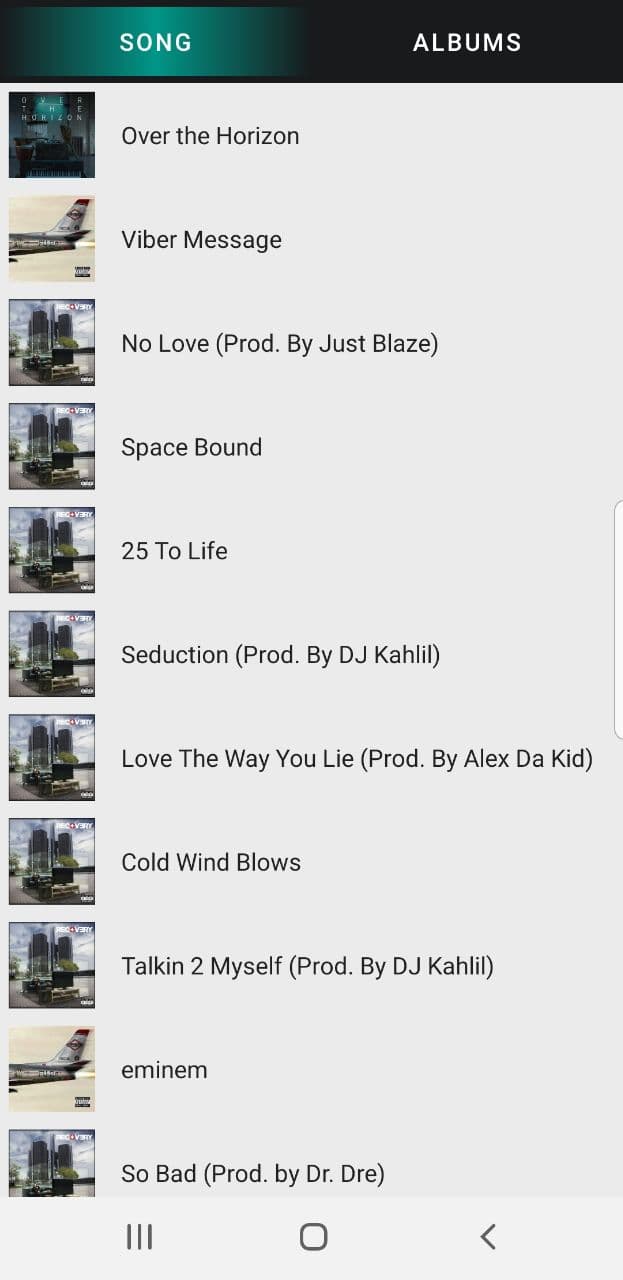 SONG
ALBUMS
OVER
THE
HORIZON
Over the Horizon
Viber Message
RECOVERY
No Love (Prod. By Just Blaze)
RECOVERY
Space Bound
RECOVERY
25 To Life
RECOVERY
Seduction (Prod. By DJ Kahlil)
RECOVERY
Love The Way You Lie (Prod. By Alex Da Kid)
RECOVERY
Cold Wind Blows
RECOVERY
Talkin 2 Myself (Prod. By DJ Kahlil)
eminem
RECOVERY
So Bad (Prod. by Dr. Dre)